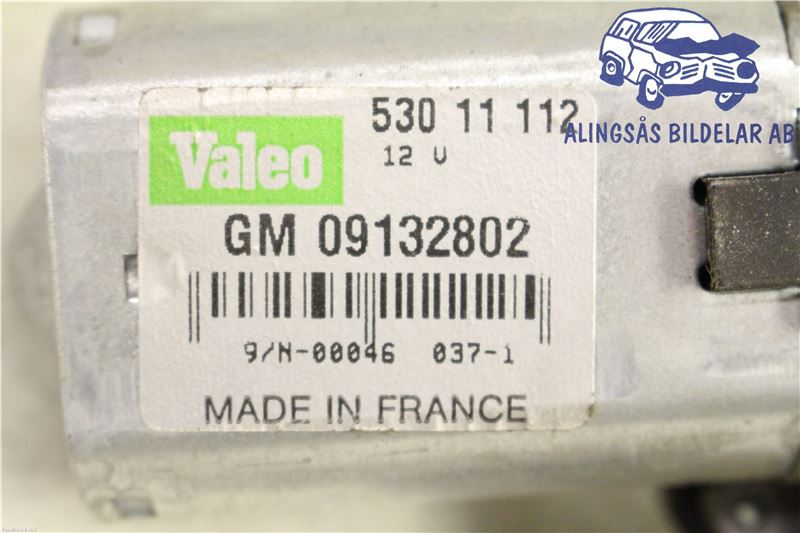 530 11 112
ALINGSÅS BILDELAR AB
Valeo
12 V
GM 09132802
9/N-00046 037-1
MADE IN FRANCE